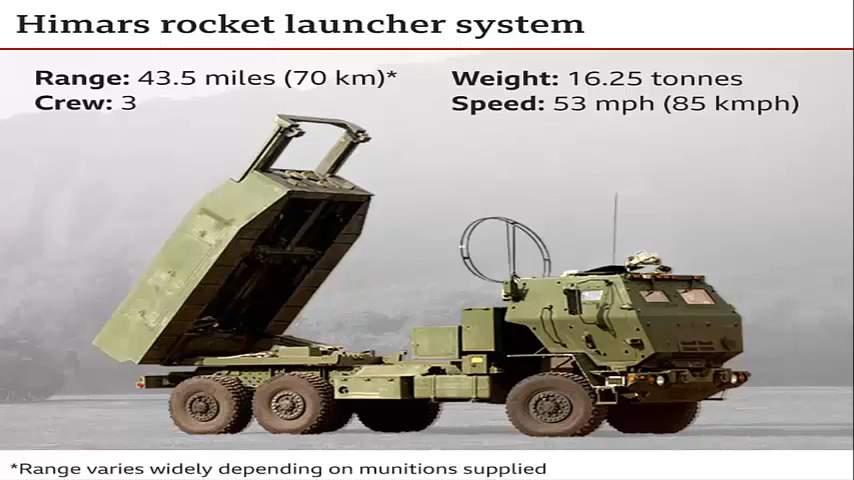 Himars rocket launcher system
Range: 43.5 miles (70 km)* Weight: 16.25 tonnes
Crew: 3 Speed: 53 mph (85 kmph)
*Range varies widely depending on munitions supplied